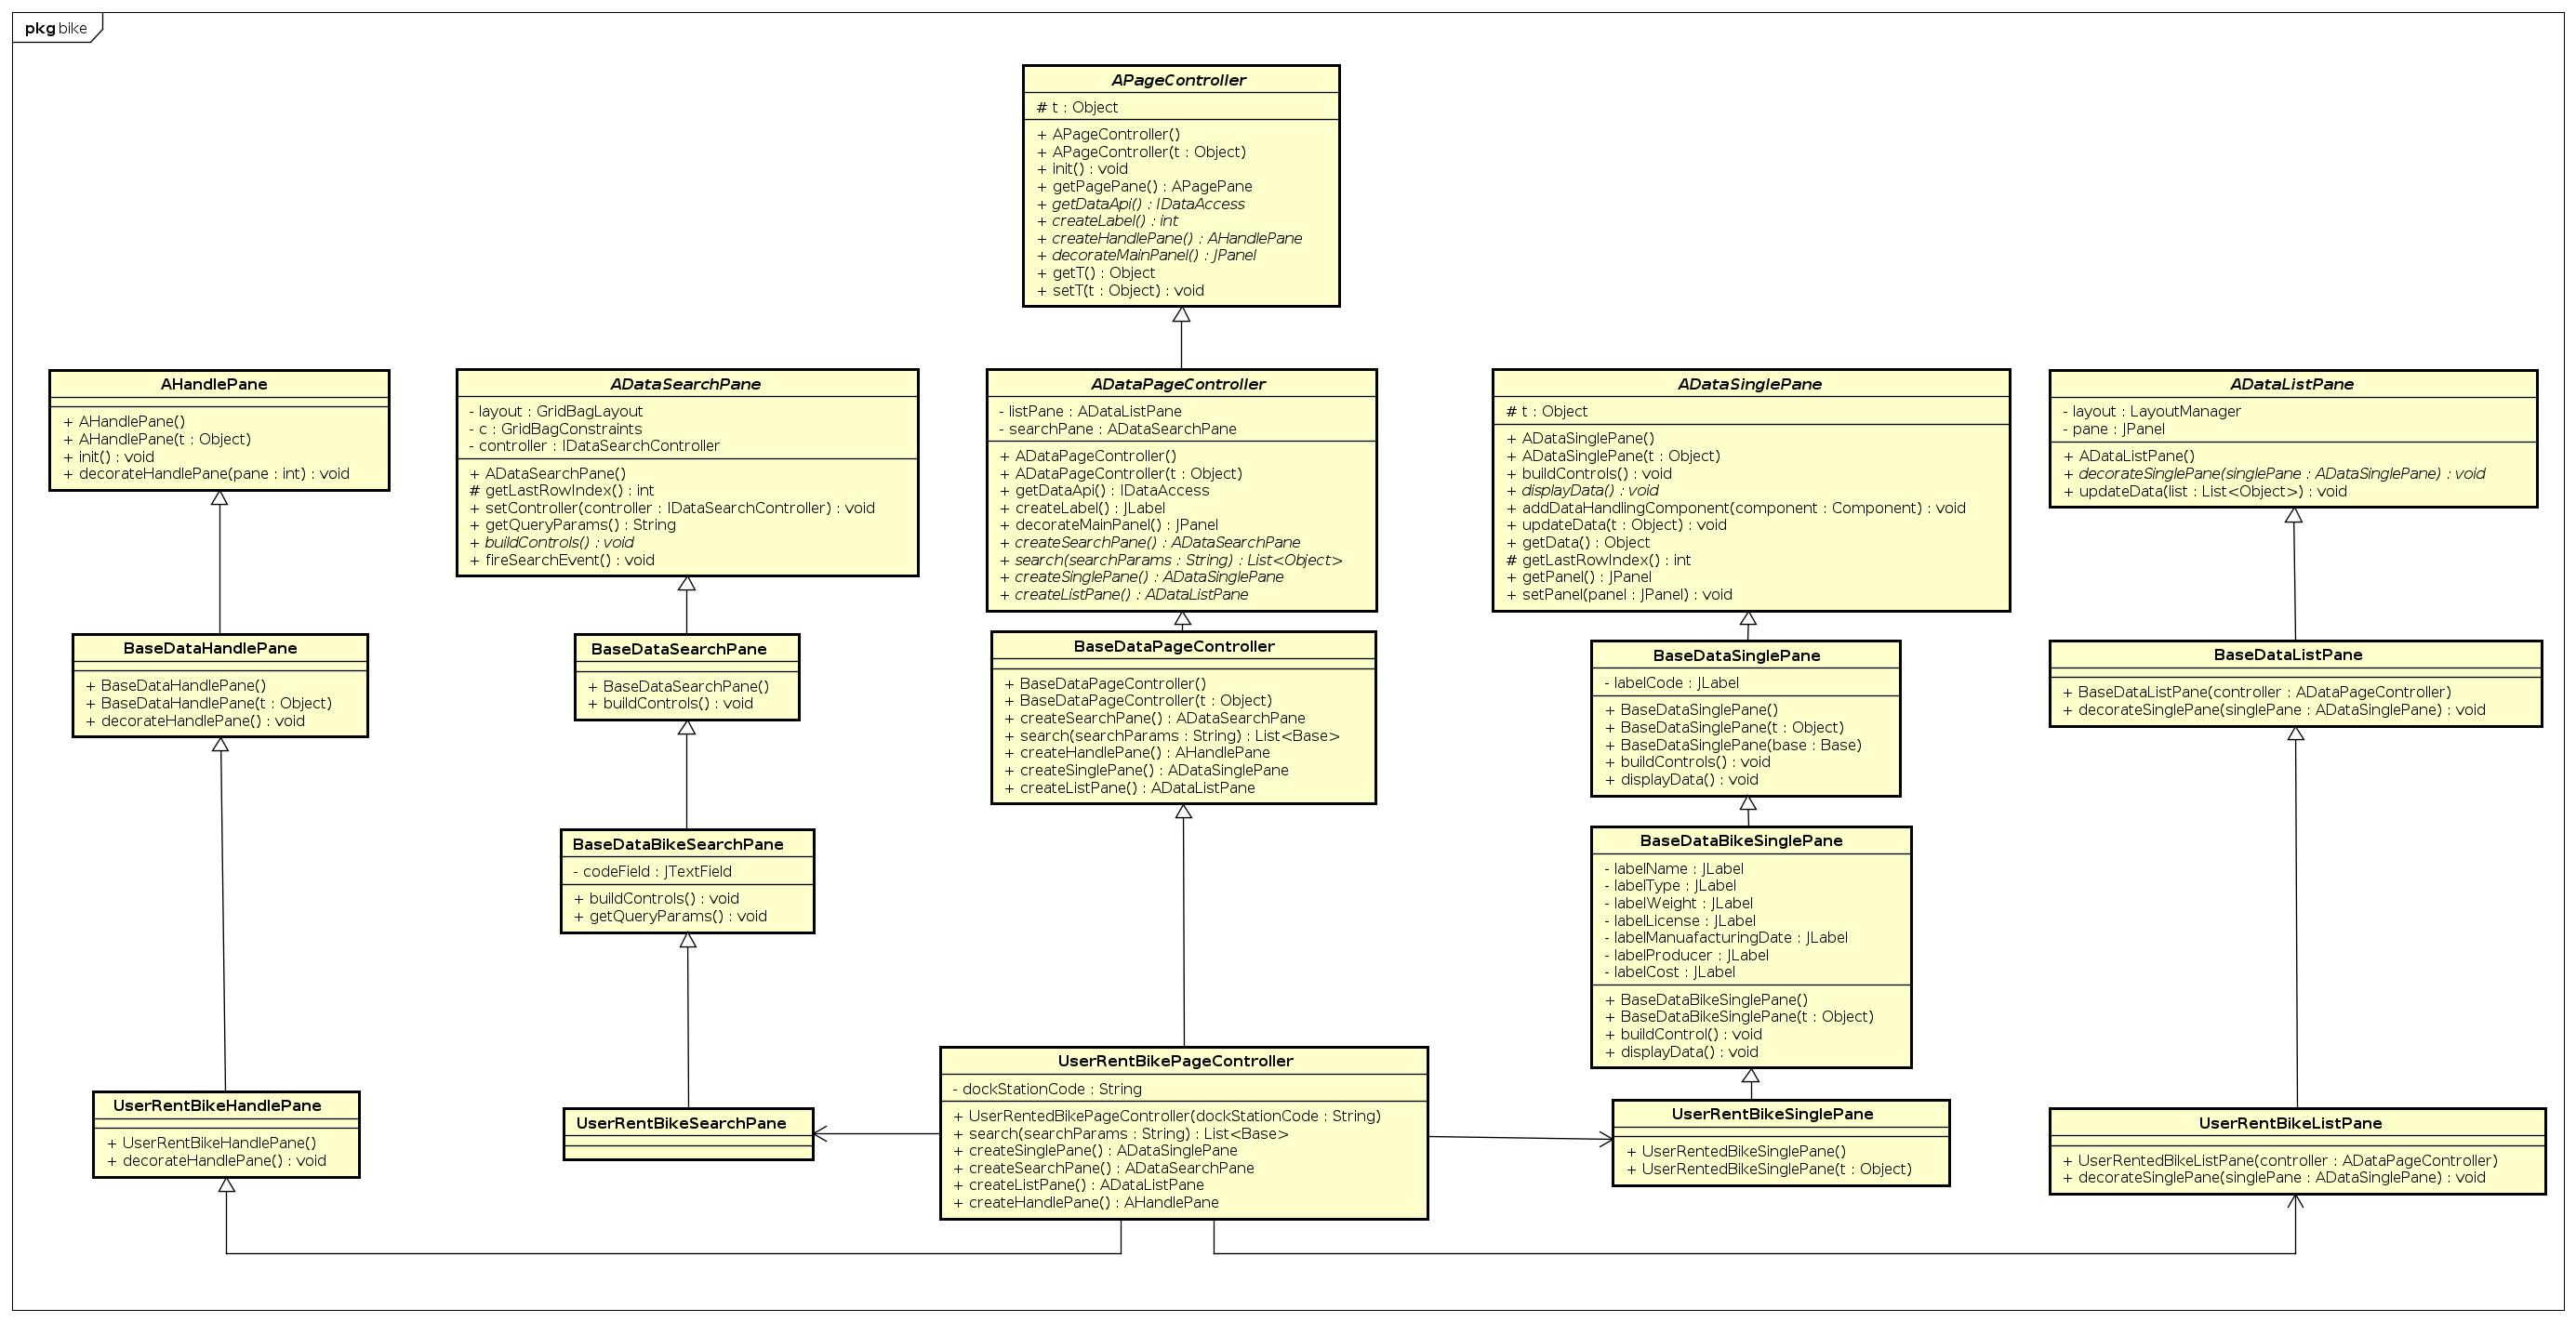 pkg bike
APageController
# t : Object
+ APageController()
+ APageController(t : Object)
+ init() : void
+ getPagePane() : APagePane
+ getDataApi() : IDataAccess
+ createLabel() : int
+ createHandlePane() : AHandlePane
+ decorateMainPanel() : JPanel
+ getT() : Object
+ setT(t : Object) : void
AHandlePane
+ AHandlePane()
+ AHandlePane(t : Object)
+ init() : void
+ decorateHandlePane(pane : int) : void
ADataSearchPane
- layout : GridBagLayout
- c : GridBagConstraints
- controller : IDataSearchController
+ ADataSearchPane()
# getLastRowIndex() : int
+ setController(controller : IDataSearchController) : void
+ getQueryParams() : String
+ buildControls() : void
+ fireSearchEvent() : void
ADataPageController
- listPane : ADataListPane
- searchPane : ADataSearchPane
+ ADataPageController()
+ ADataPageController(t : Object)
+ getDataApi() : IDataAccess
+ createLabel() : JLabel
+ decorateMainPanel() : JPanel
+ createSearchPane() : ADataSearchPane
+ search(searchParams : String) : List<Object>
+ createSinglePane() : ADataSinglePane
+ createListPane() : ADataListPane
ADataSinglePane
# t : Object
+ ADataSinglePane()
+ ADataSinglePane(t : Object)
+ buildControls() : void
+ displayData() : void
+ addDataHandlingComponent(component : Component) : void
+ updateData(t : Object) : void
+ getData() : Object
# getLastRowIndex() : int
+ getPanel() : JPanel
+ setPanel(panel : JPanel) : void
ADataListPane
- layout : LayoutManager
- pane : JPanel
+ ADataListPane()
+ decorateSinglePane(singlePane : ADataSinglePane) : void
+ updateData(list : List<Object>) : void
BaseDataHandlePane
+ BaseDataHandlePane()
+ BaseDataHandlePane(t : Object)
+ decorateHandlePane() : void
BaseDataSearchPane
+ BaseDataSearchPane()
+ buildControls() : void
BaseDataPageController
+ BaseDataPageController()
+ BaseDataPageController(t : Object)
+ createSearchPane() : ADataSearchPane
+ search(searchParams : String) : List<Base>
+ createHandlePane() : AHandlePane
+ createSinglePane() : ADataSinglePane
+ createListPane() : ADataListPane
BaseDataSinglePane
- labelCode : JLabel
+ BaseDataSinglePane()
+ BaseDataSinglePane(t : Object)
+ BaseDataSinglePane(base : Base)
+ buildControls() : void
+ displayData() : void
BaseDataListPane
+ BaseDataListPane(controller : ADataPageController)
+ decorateSinglePane(singlePane : ADataSinglePane) : void
BaseDataBikeSearchPane
- codeField : JTextField
+ buildControls() : void
+ getQueryParams() : void
BaseDataBikeSinglePane
- labelName : JLabel
- labelType : JLabel
- labelWeight : JLabel
- labelLicense : JLabel
- labelManuafacturingDate : JLabel
- labelProducer : JLabel
- labelCost : JLabel
+ BaseDataBikeSinglePane()
+ BaseDataBikeSinglePane(t : Object)
+ buildControl() : void
+ displayData() : void
UserRentBikeHandlePane
+ UserRentBikeHandlePane()
+ decorateHandlePane() : void
UserRentBikeSearchPane
UserRentBikePageController
- dockStationCode : String
+ UserRentedBikePageController(dockStationCode : String)
+ search(searchParams : String) : List<Base>
+ createSinglePane() : ADataSinglePane
+ createSearchPane() : ADataSearchPane
+ createListPane() : ADataListPane
+ createHandlePane() : AHandlePane
UserRentBikeSinglePane
+ UserRentedBikeSinglePane()
+ UserRentedBikeSinglePane(t : Object)
UserRentBikeListPane
+ UserRentedBikeListPane(controller : ADataPageController)
+ decorateSinglePane(singlePane : ADataSinglePane) : void